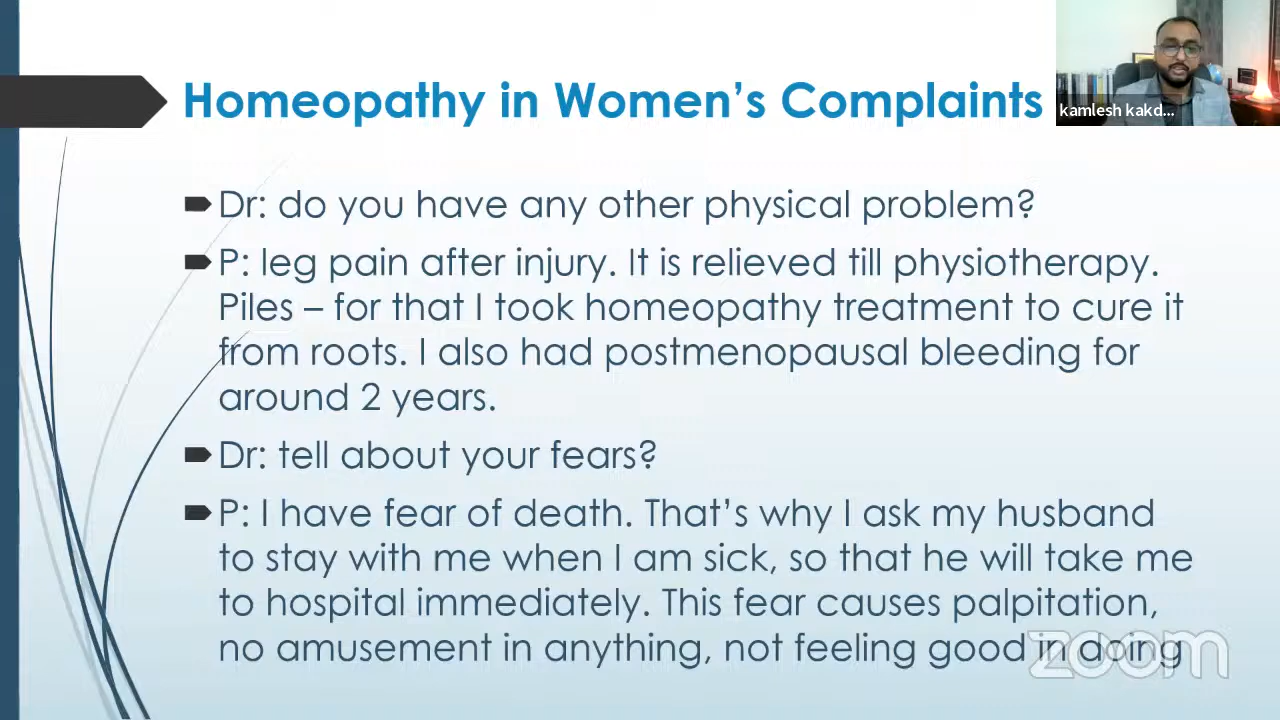 Homeopathy in Women's Complaints
kamlesh kakd...
Dr: do you have any other physical problem?
P: leg pain after injury. It is relieved till physiotherapy.
Piles – for that I took homeopathy treatment to cure it
from roots. I also had postmenopausal bleeding for
around 2 years.
Dr: tell about your fears?
P: I have fear of death. That's why I ask my husband
to stay with me when I am sick, so that he will take me
to hospital immediately. This fear causes palpitation,
no amusement in anything, not feeling good in doing
zoom